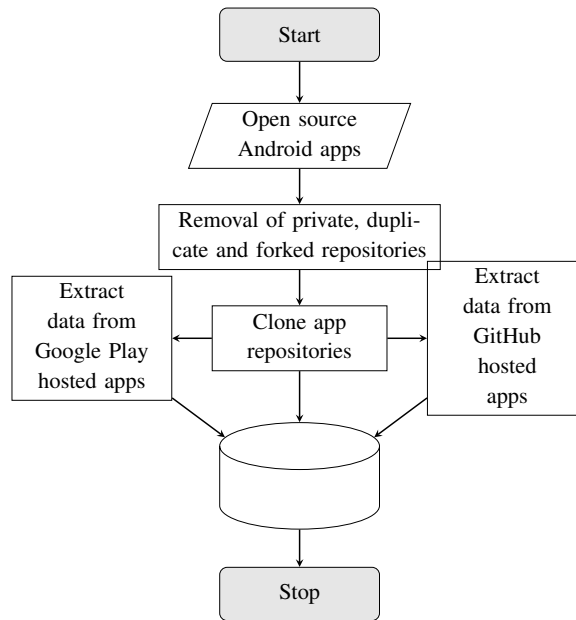 Start
Open source
Android apps
Removal of private, dupli-
cate and forked repositories
Extract
data from
Google Play
hosted apps
Clone app
repositories
Extract
data from
GitHub
hosted
apps
Stop